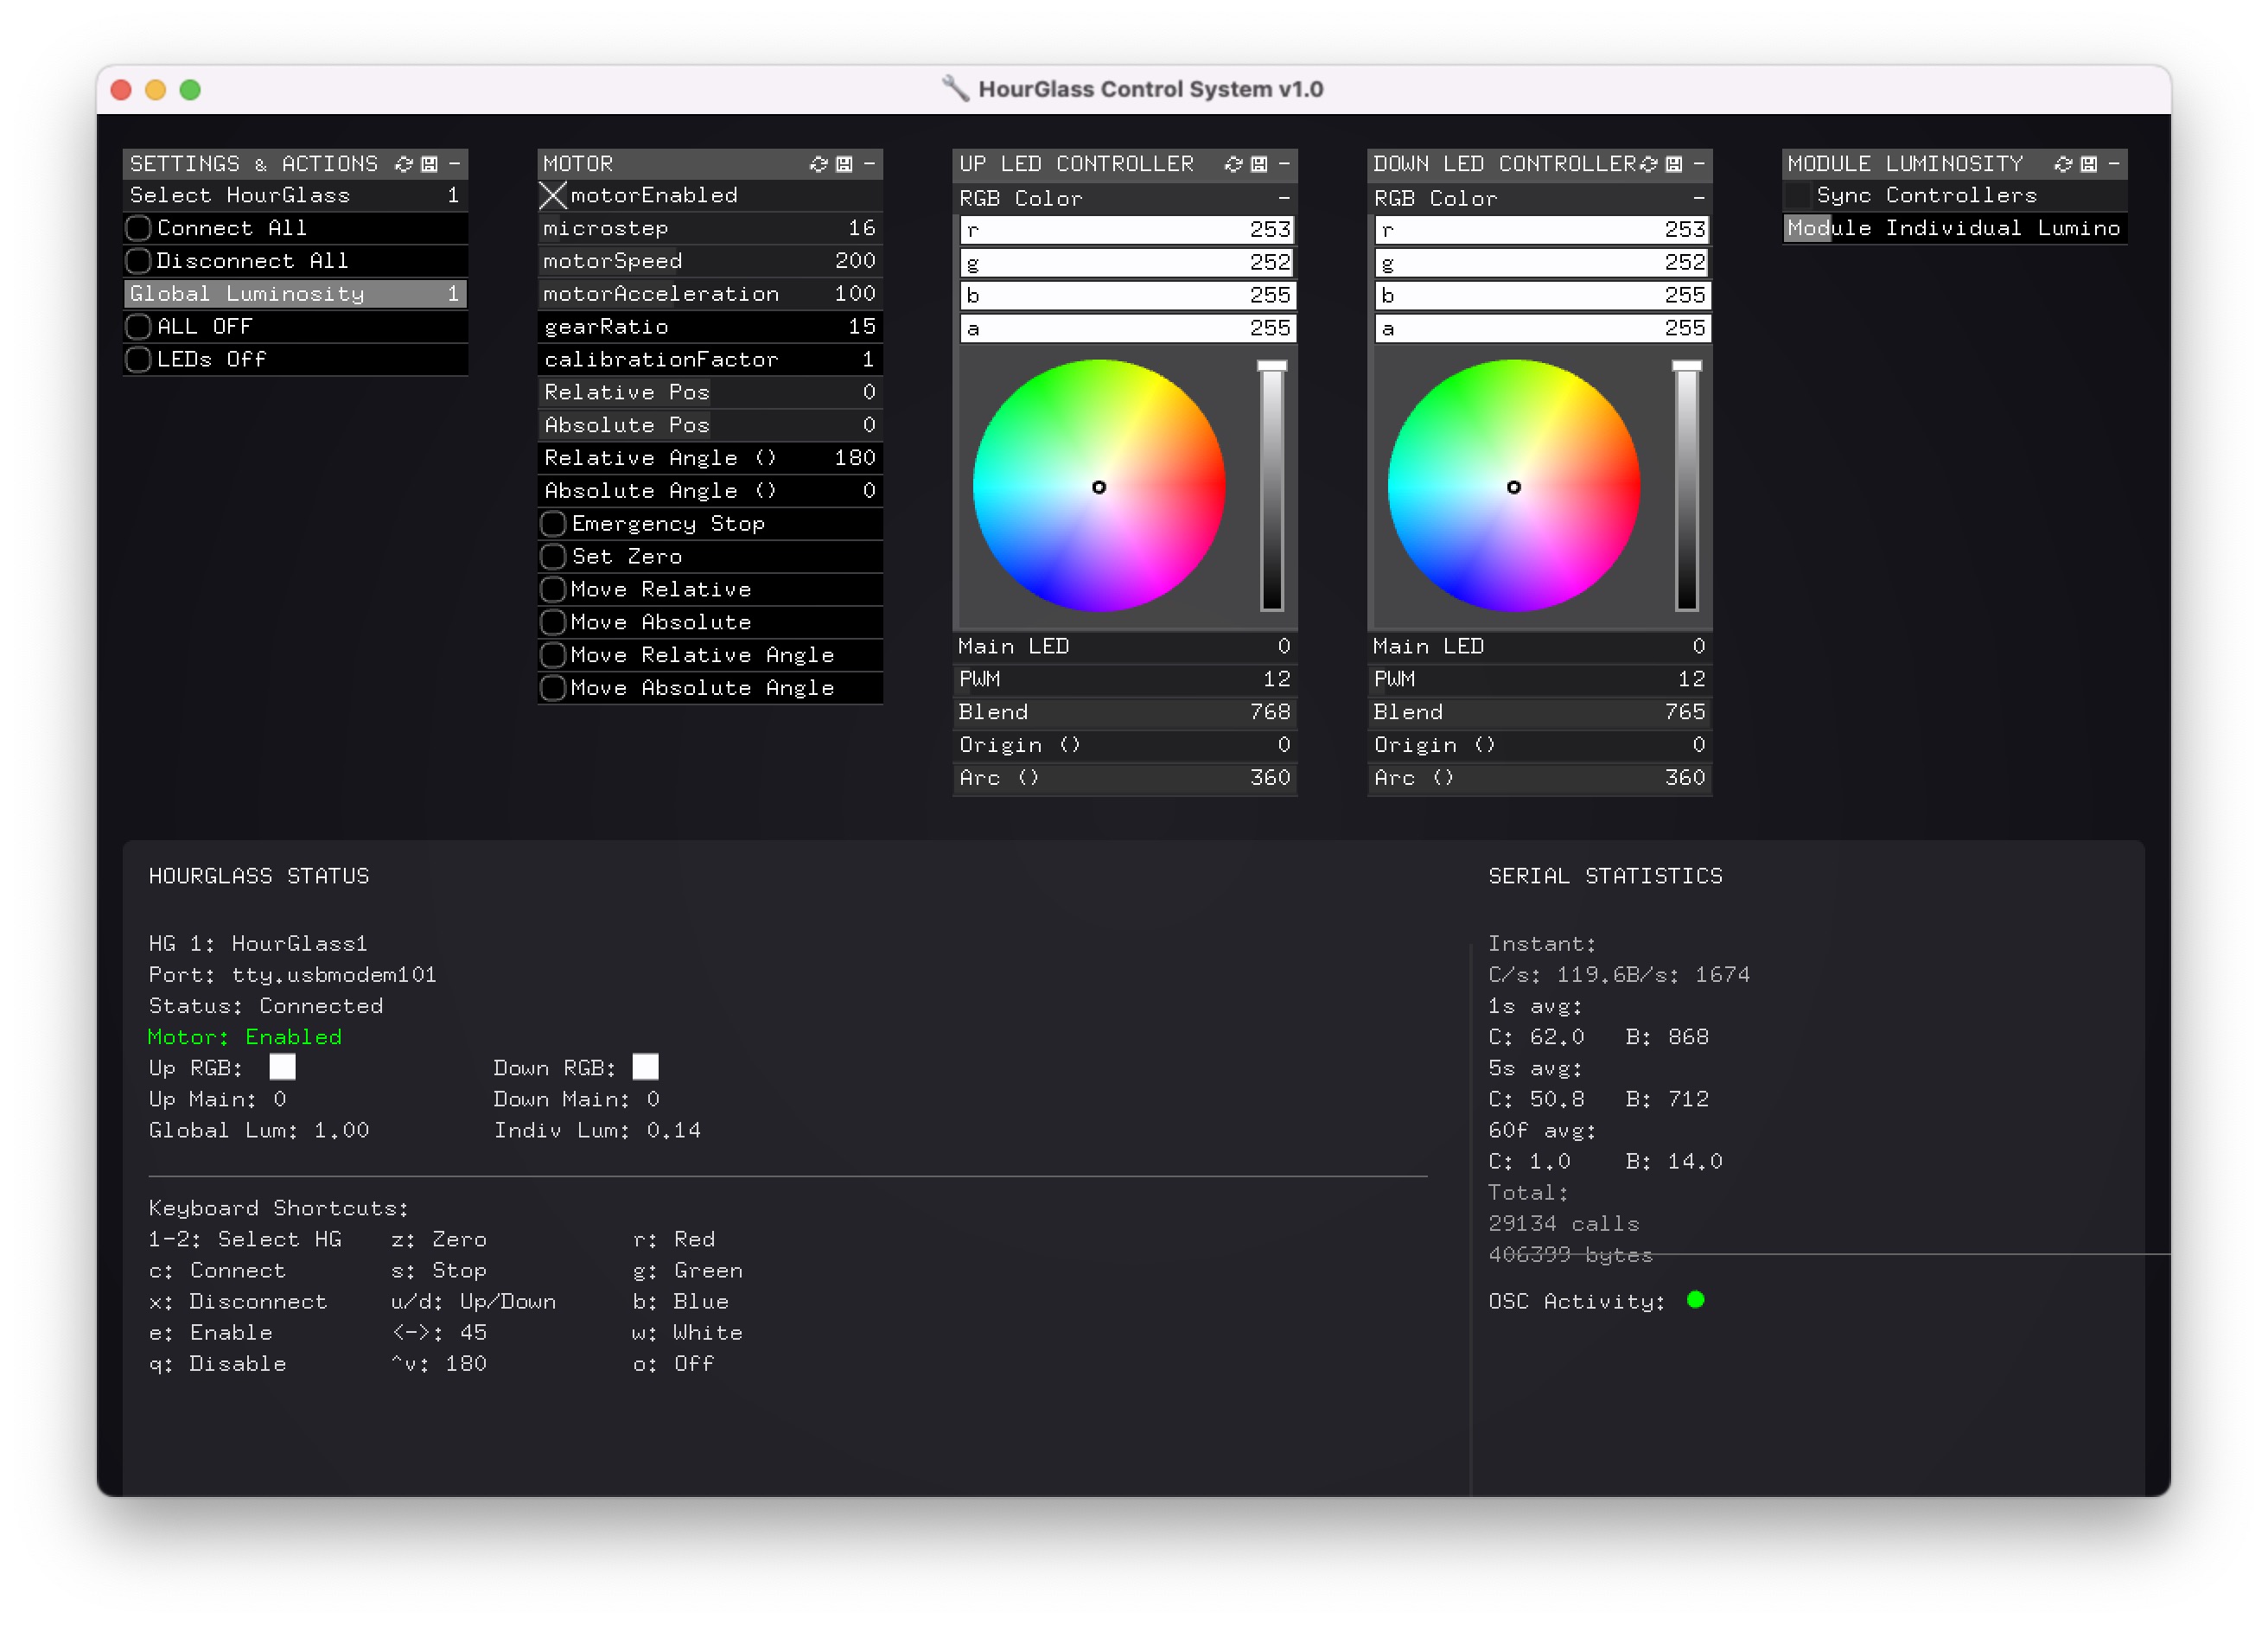 HourGlass Control System v1.0
SETTINGS & ACTIONS
Select HourGlass 1
Connect All
Disconnect All
Global Luminosity 1
ALL OFF
LEDs Off
MOTOR
motorEnabled
microstep 16
motorSpeed 200
motorAcceleration 100
gearRatio 15
calibrationFactor 1
Relative Pos 0
Absolute Pos 0
Relative Angle () 180
Absolute Angle () 0
Emergency Stop
Set Zero
Move Relative
Move Absolute
Move Relative Angle
Move Absolute Angle
UP LED CONTROLLER
RGB Color
r 253
g 252
b 255
a 255
Main LED 0
PWM 12
Blend 768
Origin () 0
Arc () 360
DOWN LED CONTROLLER
RGB Color
r 253
g 252
b 255
a 255
Main LED 0
PWM 12
Blend 765
Origin () 0
Arc () 360
MODULE LUMINOSITY
Sync Controllers
Module Individual Lumino
HOURGLASS STATUS
HG 1: HourGlass1
Port: tty.usbmodem101
Status: Connected
Motor: Enabled
Up RGB: Down RGB:
Up Main: 0 Down Main: 0
Global Lum: 1.00 Indiv Lum: 0.14
Keyboard Shortcuts:
1-2: Select HG z: Zero r: Red
c: Connect s: Stop g: Green
x: Disconnect u/d: Up/Down b: Blue
e: Enable <->: 45 w: White
q: Disable ^v: 180 o: Off
SERIAL STATISTICS
Instant:
C/s: 119.6B/s: 1674
1s avg:
C: 62.0 B: 868
5s avg:
C: 50.8 B: 712
60f avg:
C: 1.0 B: 14.0
Total:
29134 calls
406399 bytes
OSC Activity: